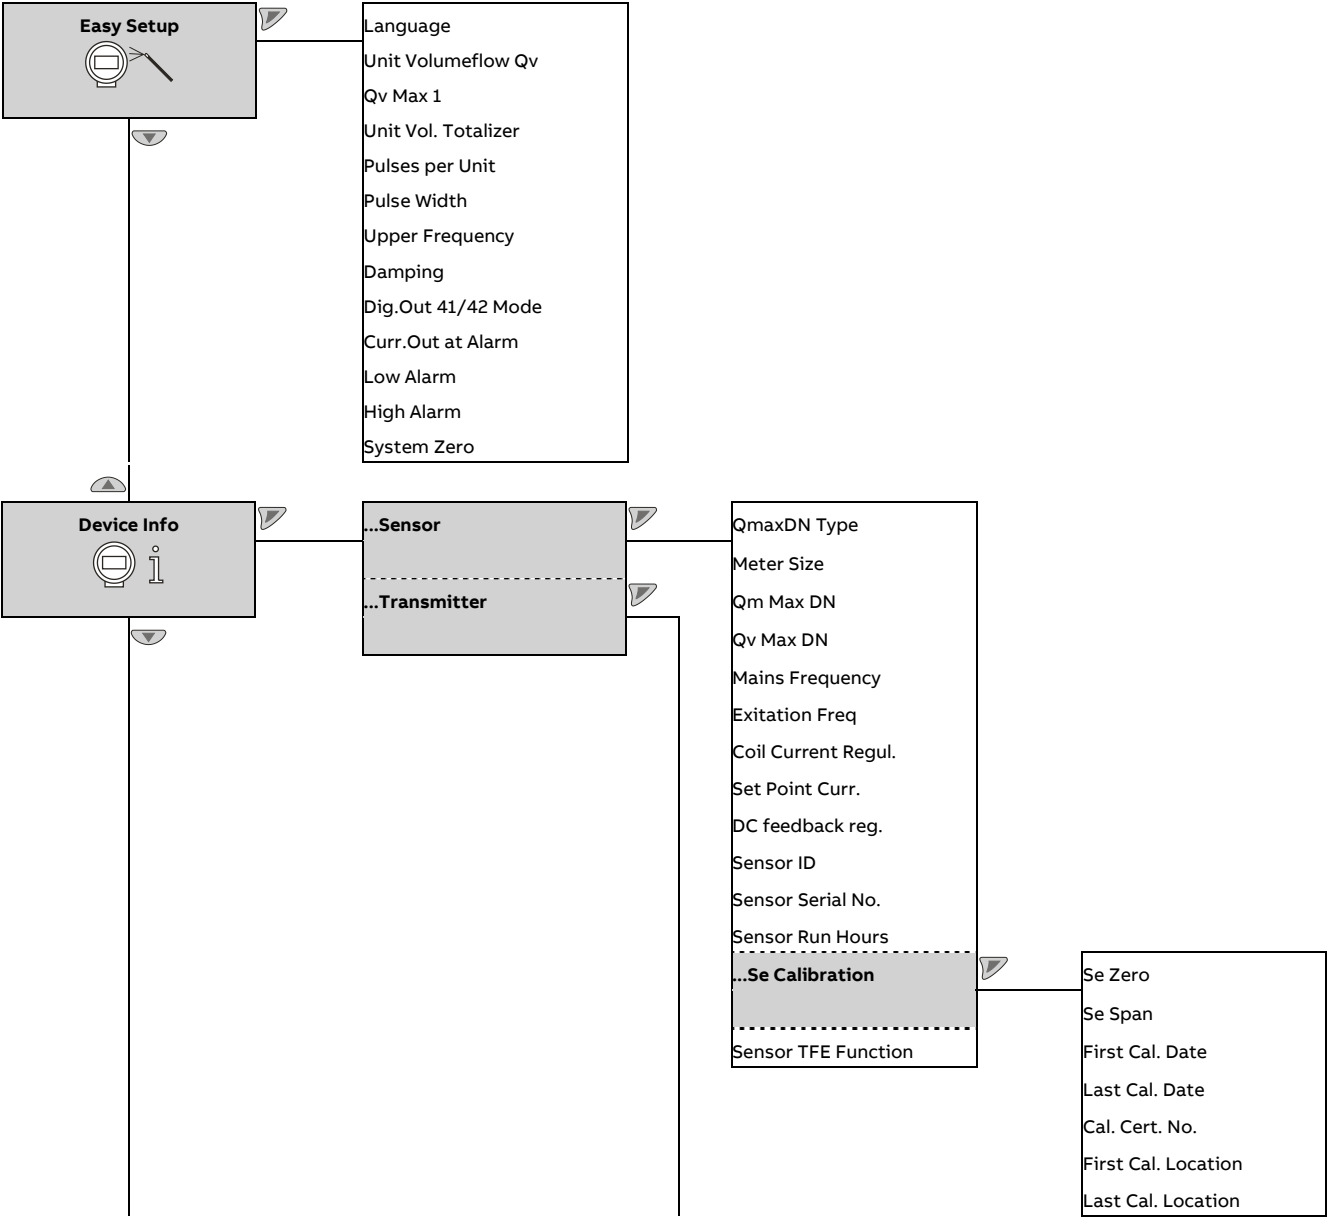 Easy Setup
Language
Unit Volumeflow Qv
Qv Max 1
Unit Vol. Totalizer
Pulses per Unit
Pulse Width
Upper Frequency
Damping
Dig.Out 41/42 Mode
Curr.Out at Alarm
Low Alarm
High Alarm
System Zero
Device Info
...Sensor
...Transmitter
QmaxDN Type
Meter Size
Qm Max DN
Qv Max DN
Mains Frequency
Exitation Freq
Coil Current Regul.
Set Point Curr.
DC feedback reg.
Sensor ID
Sensor Serial No.
Sensor Run Hours
...Se Calibration
Sensor TFE Function
Se Zero
Se Span
First Cal. Date
Last Cal. Date
Cal. Cert. No.
First Cal. Location
Last Cal. Location